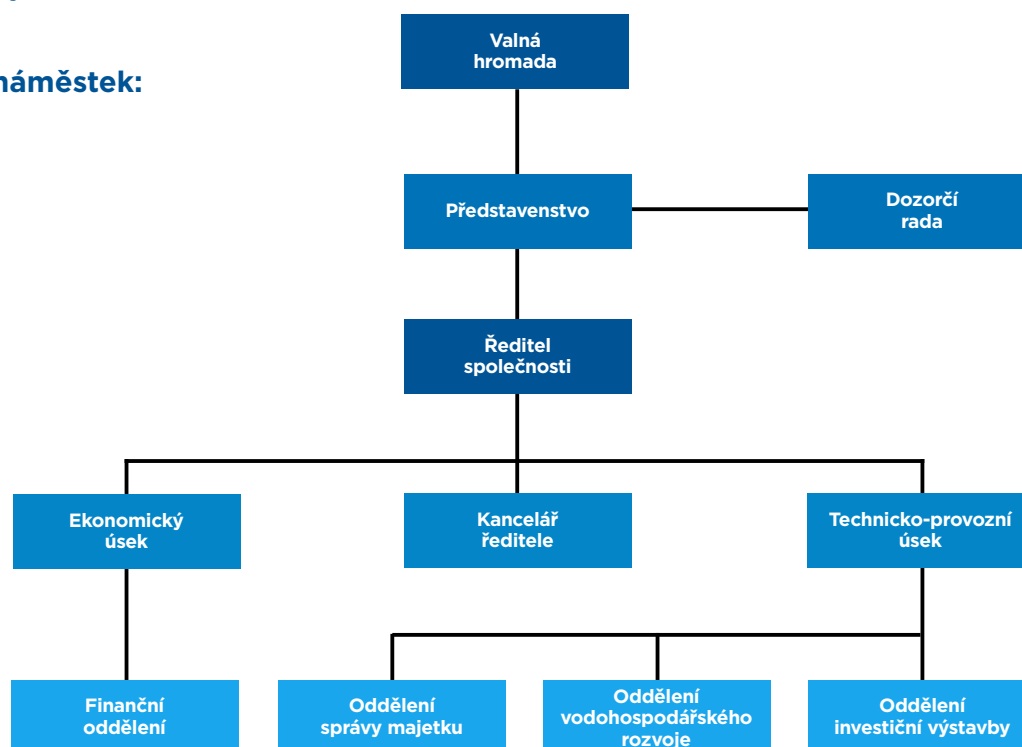 náměstek:
Valná
hromada
Představenstvo
Dozorčí
rada
Ředitel
společnosti
Ekonomický
úsek
Kancelář
ředitele
Technicko-provozní
úsek
Finanční
oddělení
Oddělení
správy majetku
Oddělení
vodohospodářského
rozvoje
Oddělení
investiční výstavby